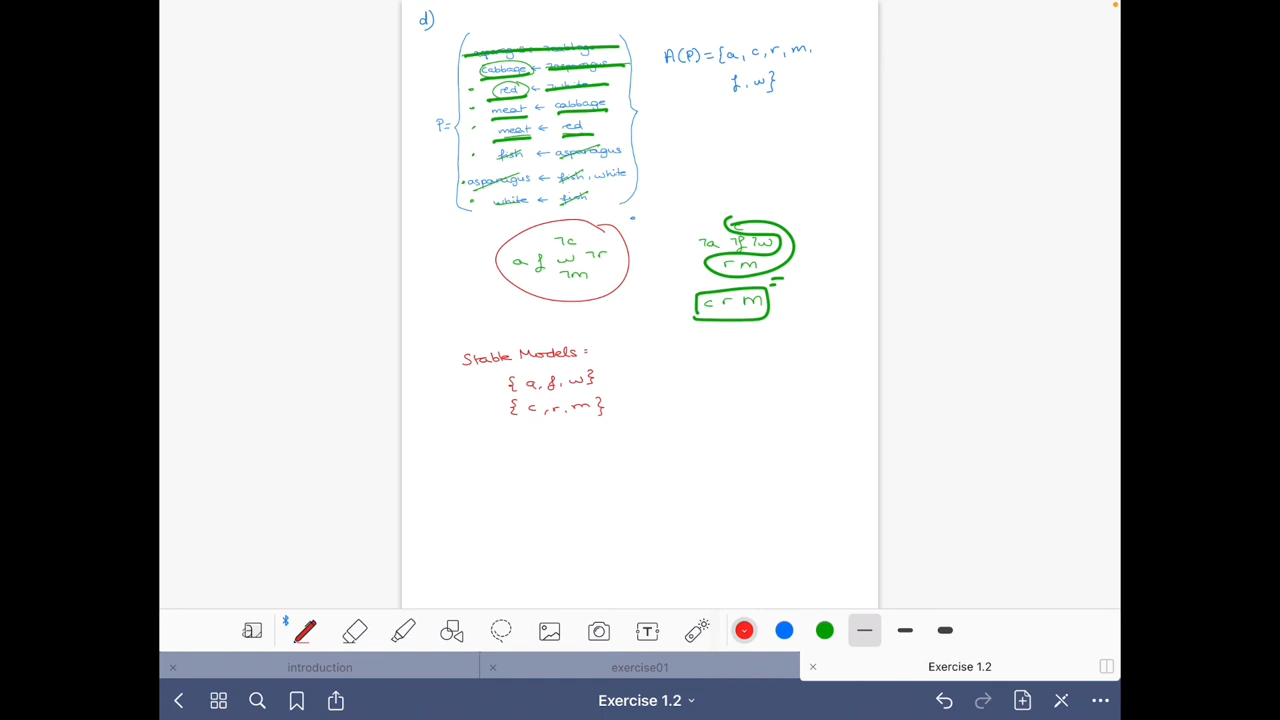 d)
asparagus ¬cabbage
cabbage ← ¬asparagus
red ← ¬white
meat ← cabbage
P =
meat ← red
fish ← asparagus
asparagus ← fish, white
white ← fish
A(P) = {a, c, r, m,
f, w}
¬c
a f w ¬r
¬m
c
¬a ¬f ¬w
r m
c r m
Stable Models =
{ a, f, w}
{ c, r, m }
T
introduction
exercise01
Exercise 1.2
Exercise 1.2